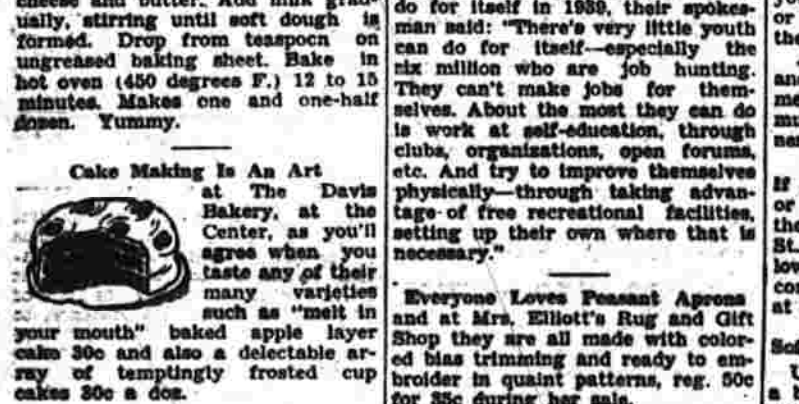 cheese and butter. Add milk grad-
ually, stirring until soft dough is
formed. Drop from teaspoon on
ungreased baking sheet. Bake in
hot oven (450 degrees F.) 12 to 15
minutes. Makes one and one-half
dozen. Yummy.
Cake Making Is An Art
at The Davis
Bakery, at the
Center, as you'll
agree when you
taste any of their
many varieties
such as "melt in
your mouth" baked apple layer
cake 30c and also a delectable ar-
ray of temptingly frosted cup
cakes 30c a doz.
do for itself in 1939, their spokes-
man said: "There's very little youth
can do for itself—especially the
six million who are job hunting.
They can't make jobs for them-
selves. About the most they can do
is work at self-education, through
clubs, organizations, open forums,
etc. And try to improve themselves
physically—through taking advan-
tage of free recreational facilities,
setting up their own where that is
necessary."
Everyone Loves Peasant Aprons
and at Mrs. Elliott's Rug and Gift
Shop they are all made with color-
ed bias trimming and ready to em-
broider in quaint patterns, reg. 50c
for 35c during her sale.
or
the
and
If
or
the
St.
low
at